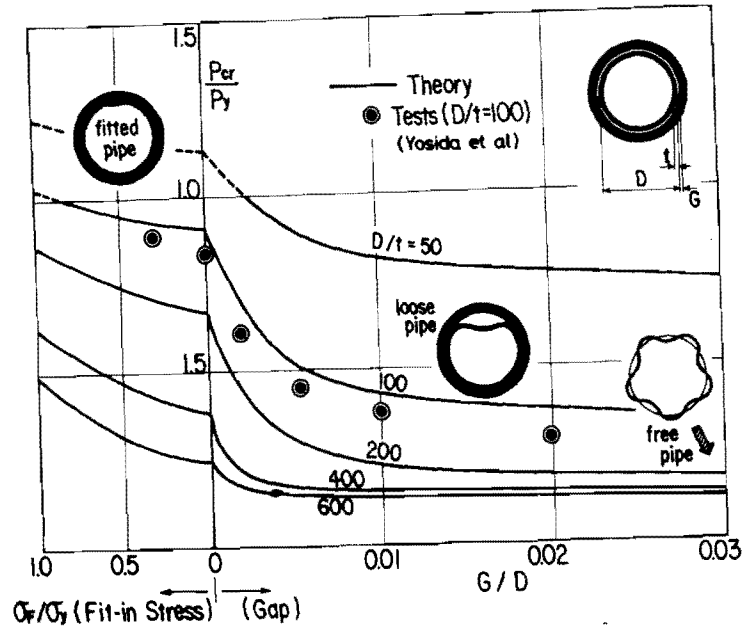 1.5
Pcr
Py
Theory
Tests (D/t=100)
(Yosida et al)
fitted
pipe
t
D
G
1.0
D/t = 50
loose
pipe
1.5
100
free
pipe
200
400
600
1.0 0.5 0 0.01 0.02 0.03
G / D
σF/σy (Fit-in Stress) (Gap)